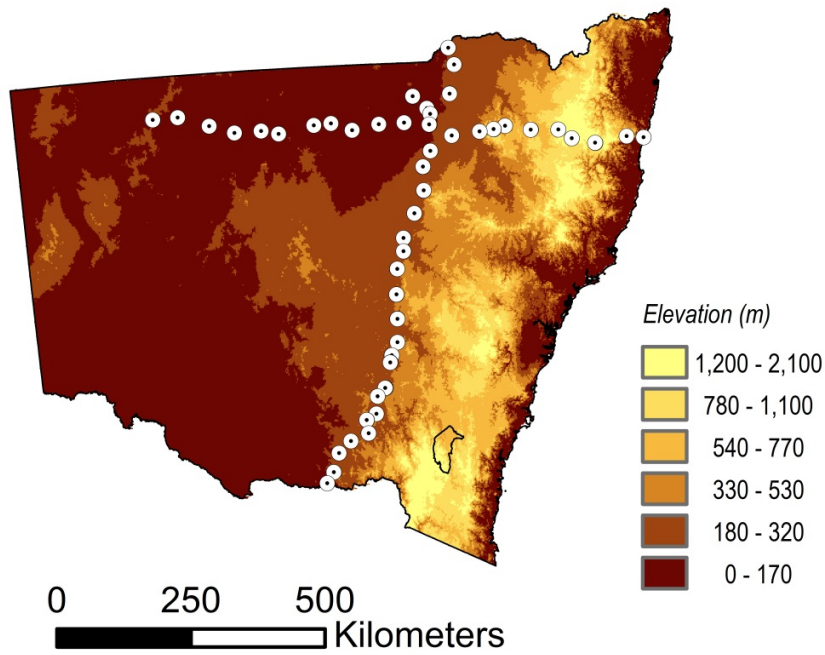 Elevation (m)
1,200 - 2,100
780 - 1,100
540 - 770
330 - 530
180 - 320
0 - 170
0 250 500
Kilometers